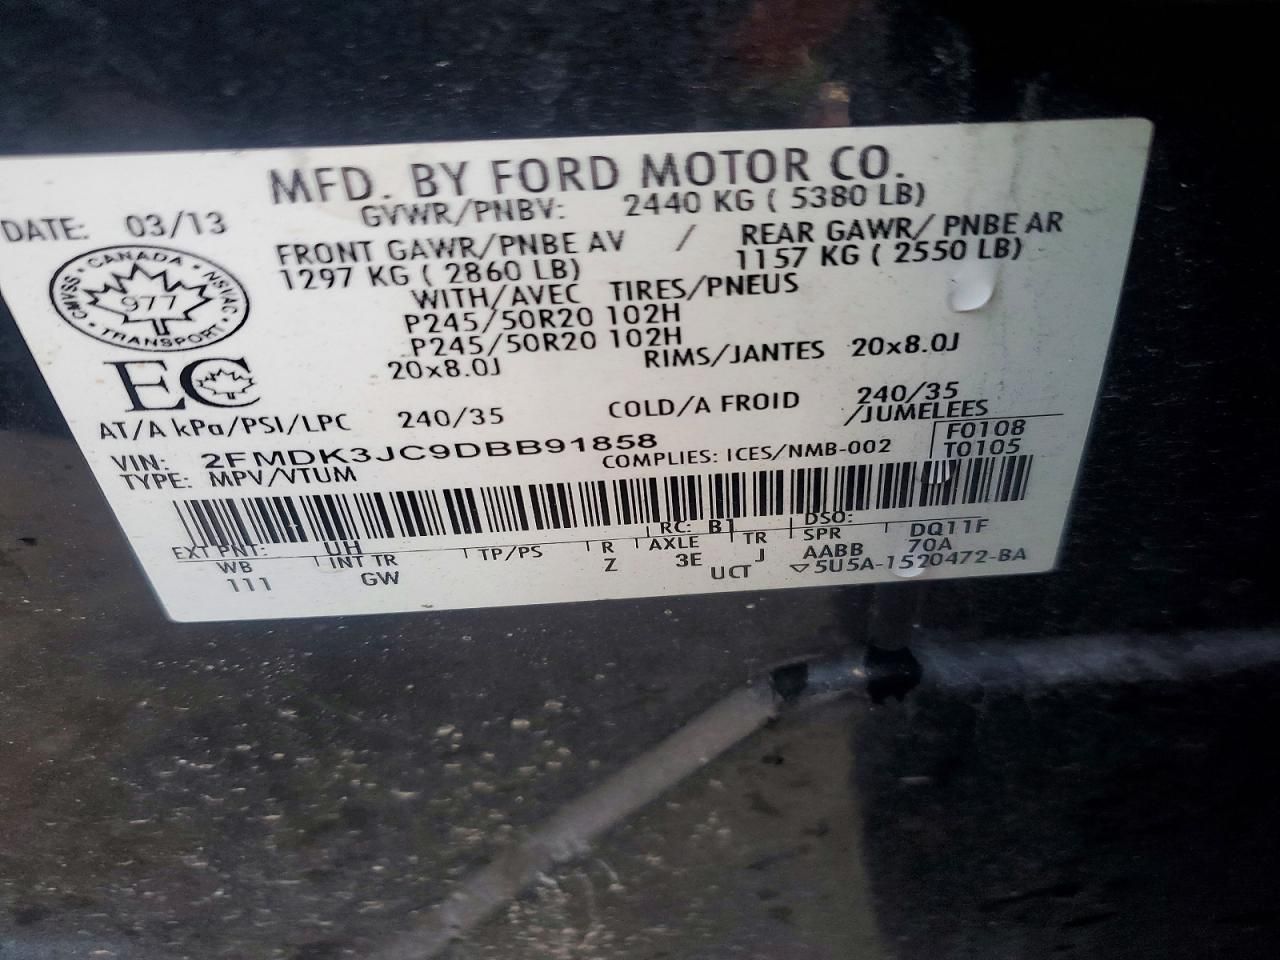 MFD. BY FORD MOTOR CO.
DATE: 03/13
GVWR/PNBV: 2440 KG ( 5380 LB)
FRONT GAWR/PNBE AV / REAR GAWR/ PNBE AR
1297 KG ( 2860 LB) 1157 KG ( 2550 LB)
WITH/AVEC TIRES/PNEUS
P245/50R20 102H
P245/50R20 102H
20x8.0J RIMS/JANTES 20x8.0J
CANADA
CMVSS NSVAC
977
TRANSPORT
EC
AT/A kPa/PSI/LPC 240/35 COLD/A FROID 240/35
/JUMELEES
VIN: 2FMDK3JC9DBB91858
TYPE: MPV/VTUM
COMPLIES: ICES/NMB-002
F0108
T0105
EXT PNT: UH RC: B1 DSO:
WB INT TR TP/PS R AXLE TR SPR DQ11F
111 GW Z 3E J AABB 70A
UCT ▽5U5A-1520472-BA